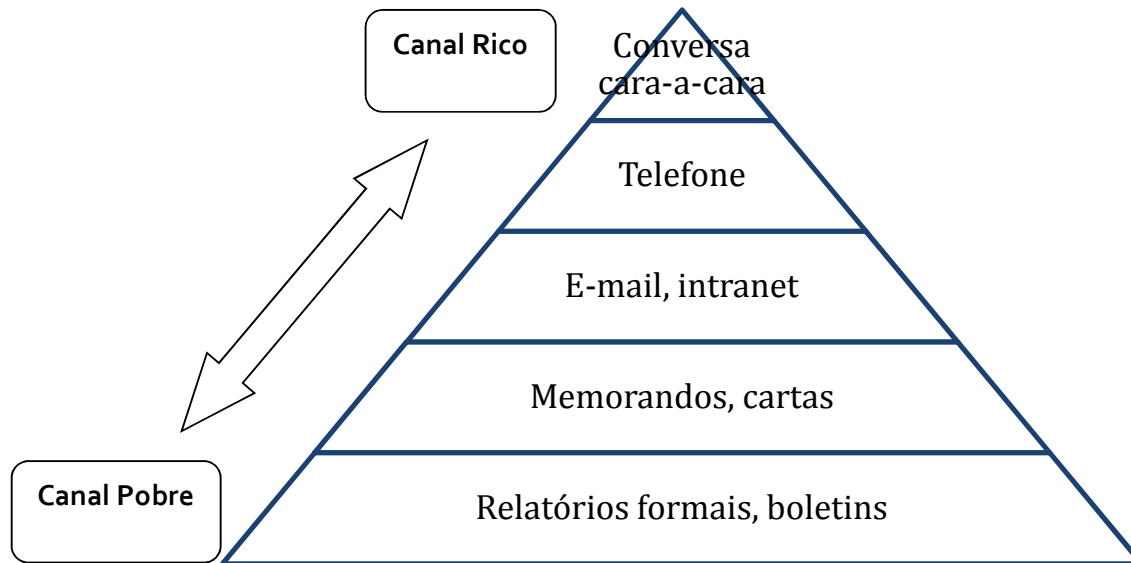 Canal Rico
Conversa
cara-a-cara
Telefone
E-mail, intranet
Memorandos, cartas
Canal Pobre
Relatórios formais, boletins